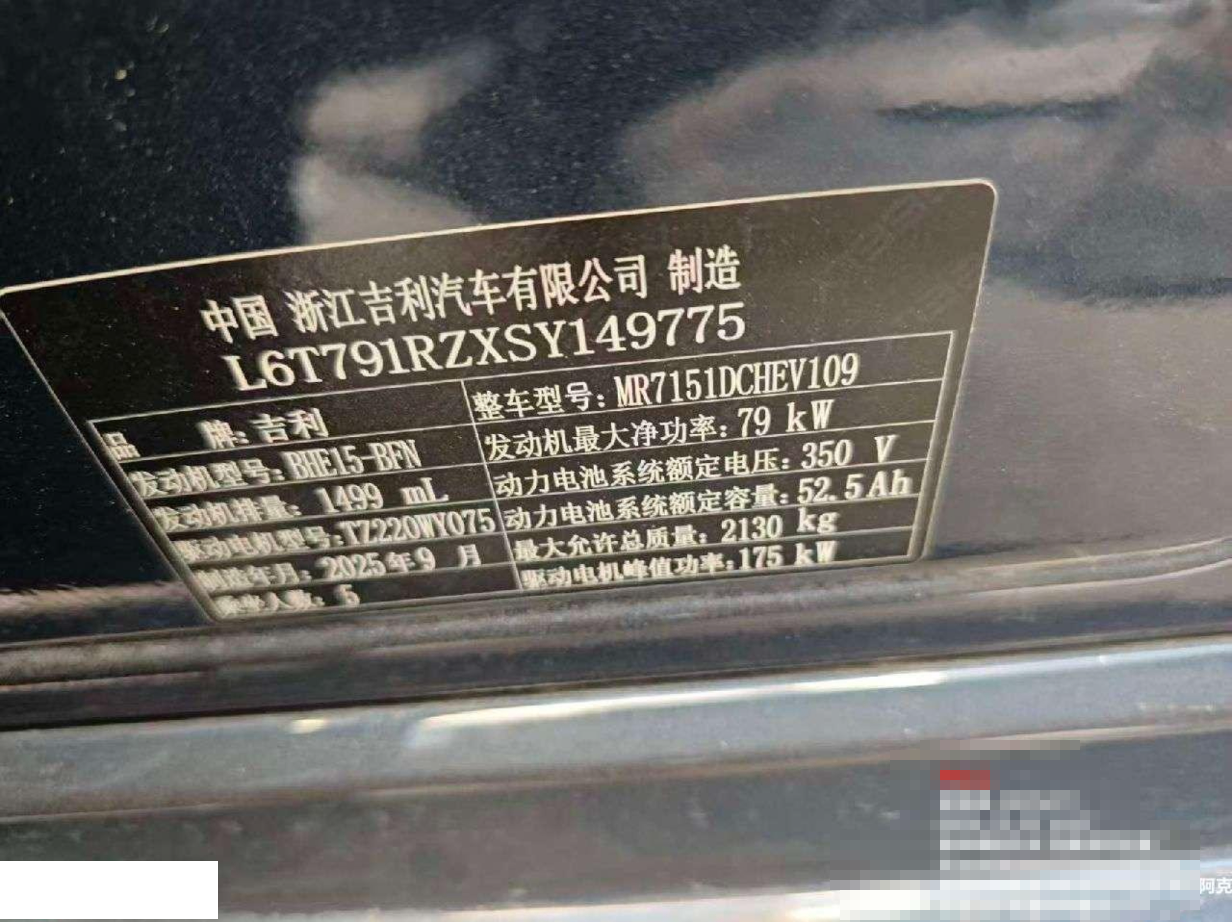 中国 浙江吉利汽车有限公司 制造
L6T791RZXSY149775
品 牌:吉利
整车型号:MR7151DCHEV109
发动机型号:BHE15-BFN
发动机最大净功率:79 kW
发动机排量: 1499 mL
动力电池系统额定电压:350 V
驱动电机型号:TZ220WY075
动力电池系统额定容量:52.5Ah
制造年月: 2025年9 月
最大允许总质量: 2130 kg
乘坐人数: 5
驱动电机峰值功率:175 kW
阿克